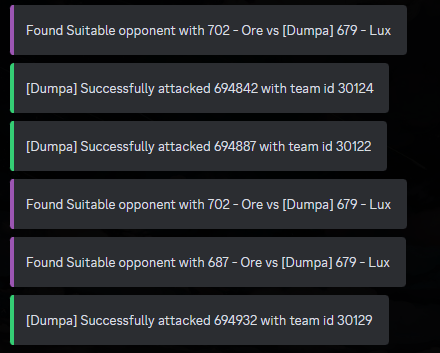 Found Suitable opponent with 702 - Ore vs [Dumpa] 679 - Lux
[Dumpa] Successfully attacked 694842 with team id 30124
[Dumpa] Successfully attacked 694887 with team id 30122
Found Suitable opponent with 702 - Ore vs [Dumpa] 679 - Lux
Found Suitable opponent with 687 - Ore vs [Dumpa] 679 - Lux
[Dumpa] Successfully attacked 694932 with team id 30129